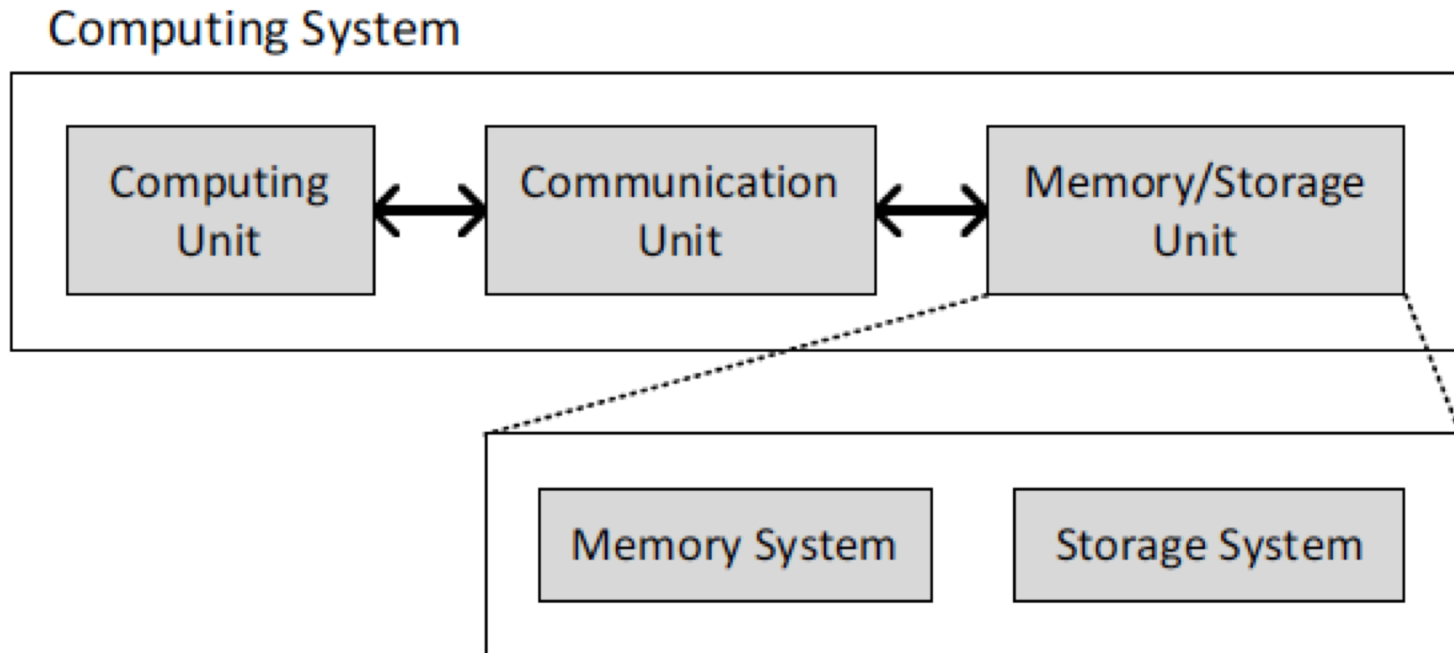 Computing System
Computing
Unit
Communication
Unit
Memory/Storage
Unit
Memory System
Storage System